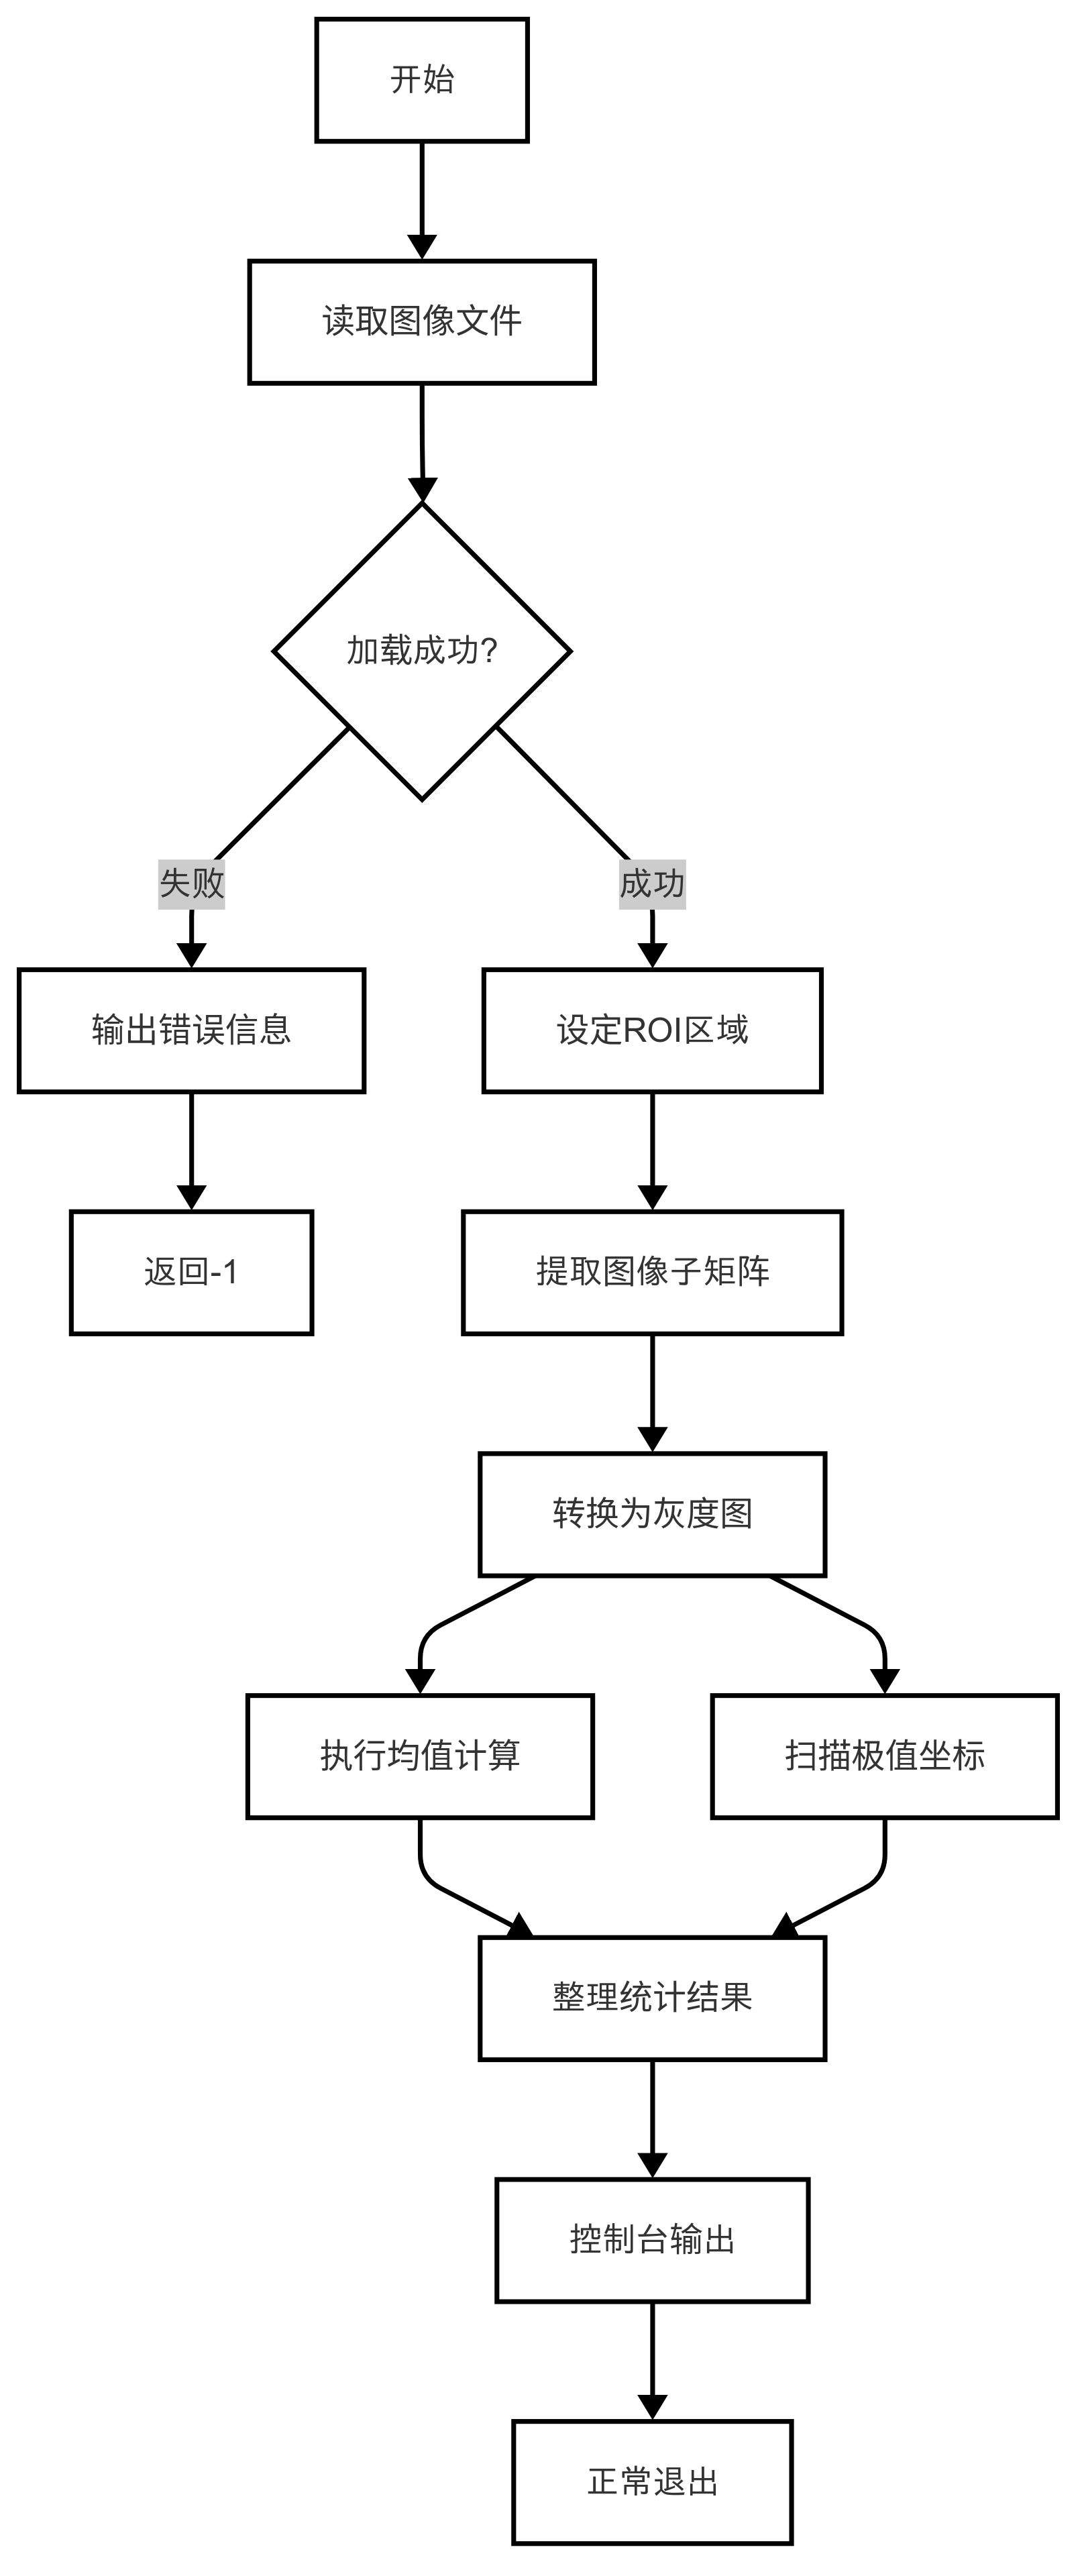 开始
读取图像文件
加载成功?
失败
成功
输出错误信息
设定ROI区域
返回-1
提取图像子矩阵
转换为灰度图
执行均值计算
扫描极值坐标
整理统计结果
控制台输出
正常退出